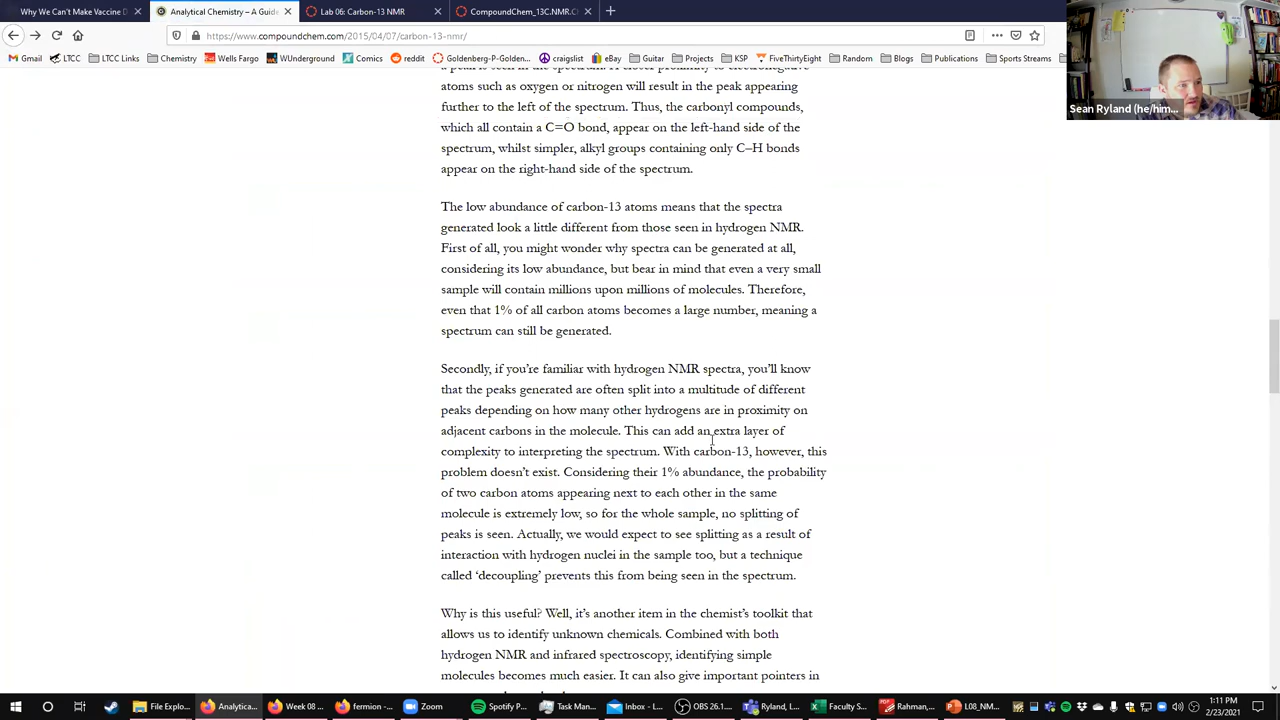 Why We Can't Make Vaccine D
Analytical Chemistry – A Guide
Lab 06: Carbon-13 NMR
CompoundChem_13C.NMR.C
https://www.compoundchem.com/2015/04/07/carbon-13-nmr/
Gmail
LTCC
LTCC Links
Chemistry
Wells Fargo
WUnderground
Comics
reddit
Goldenberg-P-Golden...
craigslist
eBay
Guitar
Projects
KSP
FiveThirtyEight
Random
Blogs
Publications
Sports Streams
Sean Ryland (he/him...
atoms such as oxygen or nitrogen will result in the peak appearing
further to the left of the spectrum. Thus, the carbonyl compounds,
which all contain a C=O bond, appear on the left-hand side of the
spectrum, whilst simpler, alkyl groups containing only C–H bonds
appear on the right-hand side of the spectrum.
The low abundance of carbon-13 atoms means that the spectra
generated look a little different from those seen in hydrogen NMR.
First of all, you might wonder why spectra can be generated at all,
considering its low abundance, but bear in mind that even a very small
sample will contain millions upon millions of molecules. Therefore,
even that 1% of all carbon atoms becomes a large number, meaning a
spectrum can still be generated.
Secondly, if you're familiar with hydrogen NMR spectra, you'll know
that the peaks generated are often split into a multitude of different
peaks depending on how many other hydrogens are in proximity on
adjacent carbons in the molecule. This can add an extra layer of
complexity to interpreting the spectrum. With carbon-13, however, this
problem doesn't exist. Considering their 1% abundance, the probability
of two carbon atoms appearing next to each other in the same
molecule is extremely low, so for the whole sample, no splitting of
peaks is seen. Actually, we would expect to see splitting as a result of
interaction with hydrogen nuclei in the sample too, but a technique
called 'decoupling' prevents this from being seen in the spectrum.
Why is this useful? Well, it's another item in the chemist's toolkit that
allows us to identify unknown chemicals. Combined with both
hydrogen NMR and infrared spectroscopy, identifying simple
molecules becomes much easier. It can also give important pointers in
File Explo...
Analytica...
Week 08 ...
fermion - ...
Zoom
Spotify P...
Task Man...
Inbox - L...
OBS 26.1...
Ryland, L...
Faculty S...
Rahman,...
L08_NM...
1:11 PM
2/23/2021